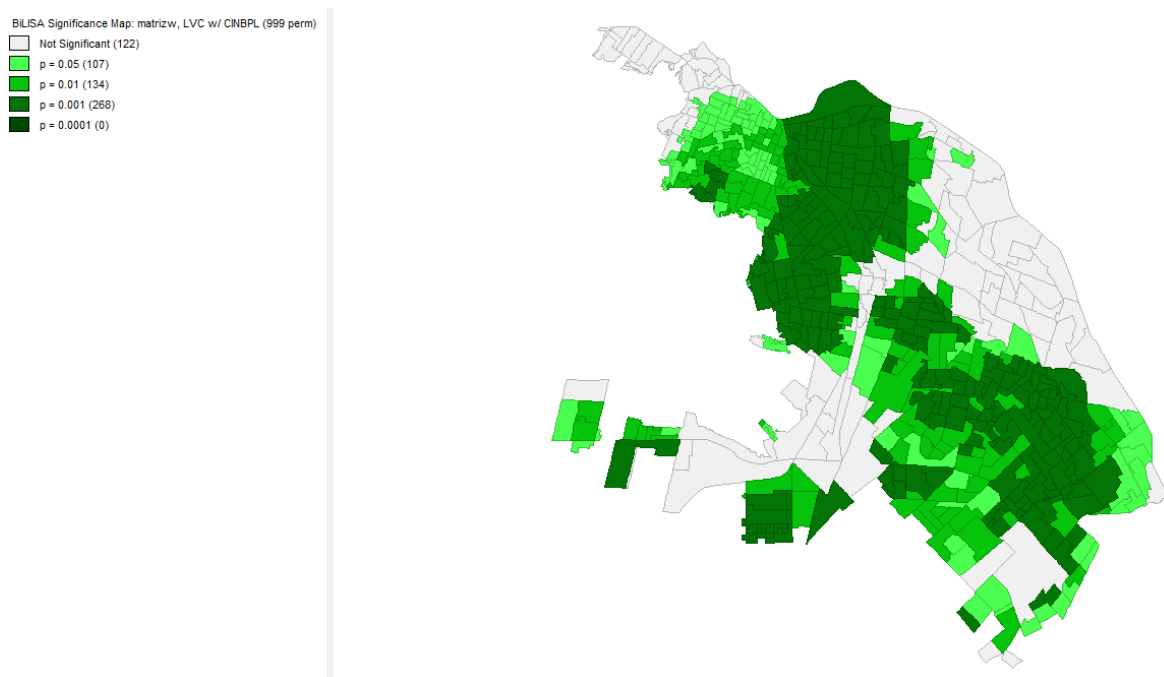 BiLISA Significance Map: matrizw, LVC w/ CINBPL (999 perm)
Not Significant (122)
p = 0.05 (107)
p = 0.01 (134)
p = 0.001 (268)
p = 0.0001 (0)